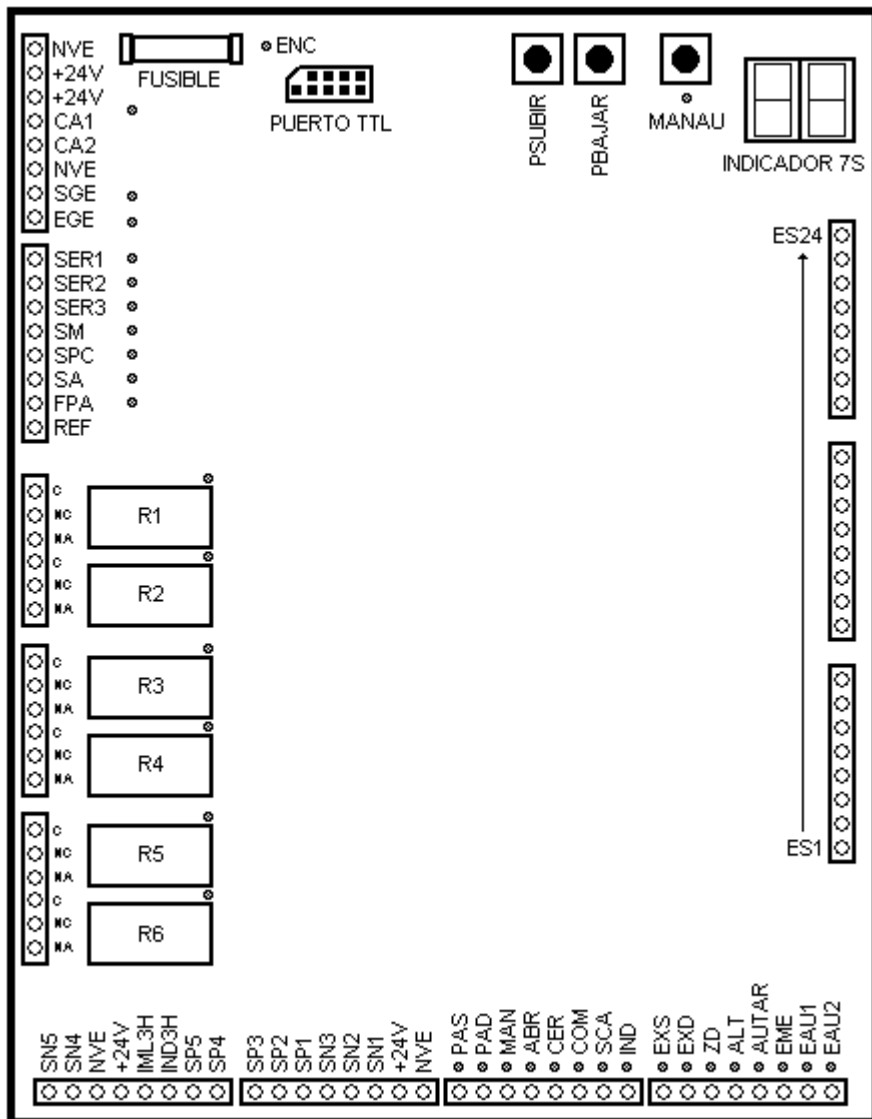 NVE
+24V
+24V
CA1
CA2
NVE
SGE
EGE
FUSIBLE
ENC
PUERTO TTL
PSUBIR
PBAJAR
MANAU
INDICADOR 7S
SER1
SER2
SER3
SM
SPC
SA
FPA
REF
ES24
ES1
C
NC
NA
C
NC
NA
R1
R2
C
NC
NA
C
NC
NA
R3
R4
C
NC
NA
C
NC
NA
R5
R6
SN5
SN4
NVE
+24V
IML3H
IND3H
SP5
SP4
SP3
SP2
SP1
SN3
SN2
SN1
+24V
NVE
PAS
PAD
MAN
ABR
CER
COM
SCA
IND
EXS
EXD
ZD
ALT
AUTAR
EME
EAU1
EAU2